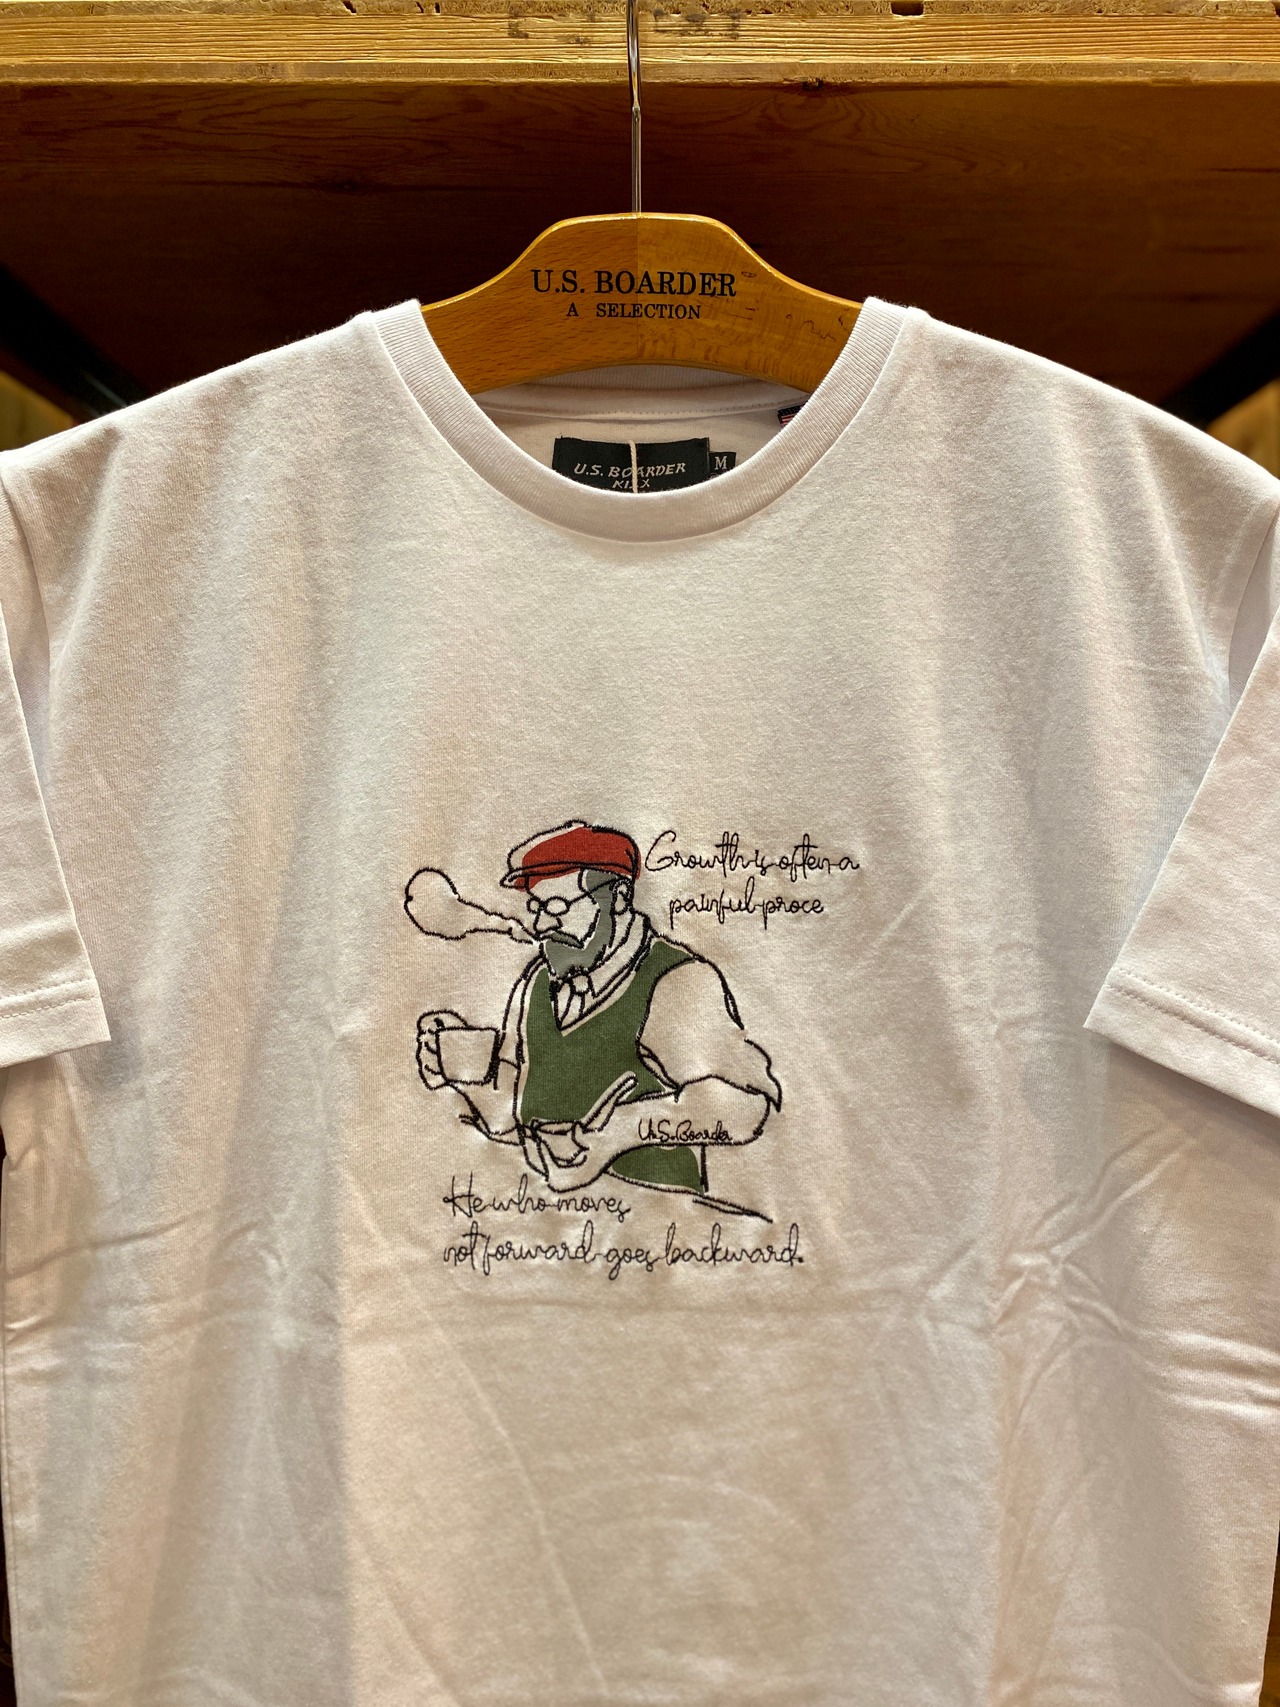 U.S. BOARDER
A SELECTION
U.S. BOARDER
M
Growth is often a
painful proce
U.S. Boarder
He who moves
not forward goes backward.